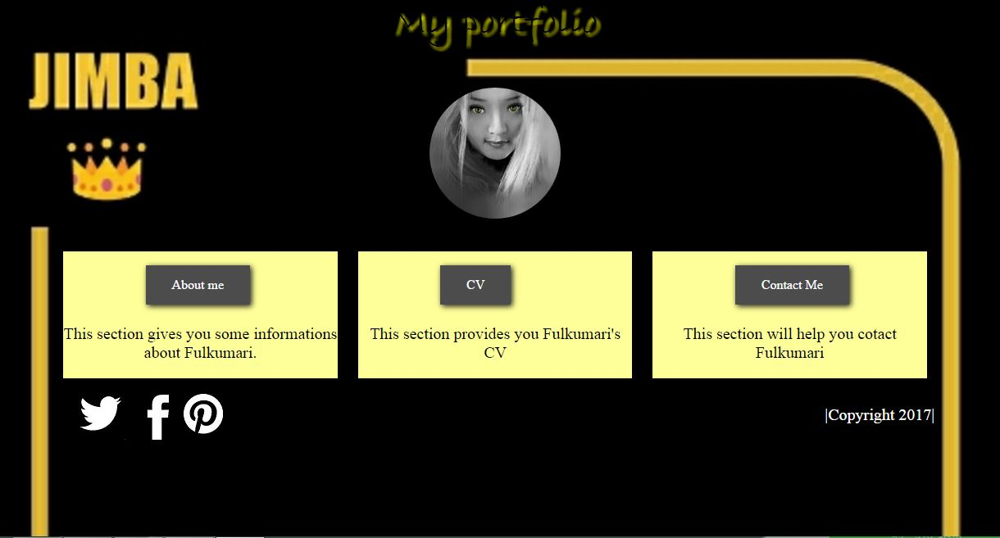 My portfolio
JIMBA
About me
CV
Contact Me
This section gives you some informations
about Fulkumari.
This section provides you Fulkumari's
CV
This section will help you cotact
Fulkumari
|Copyright 2017|